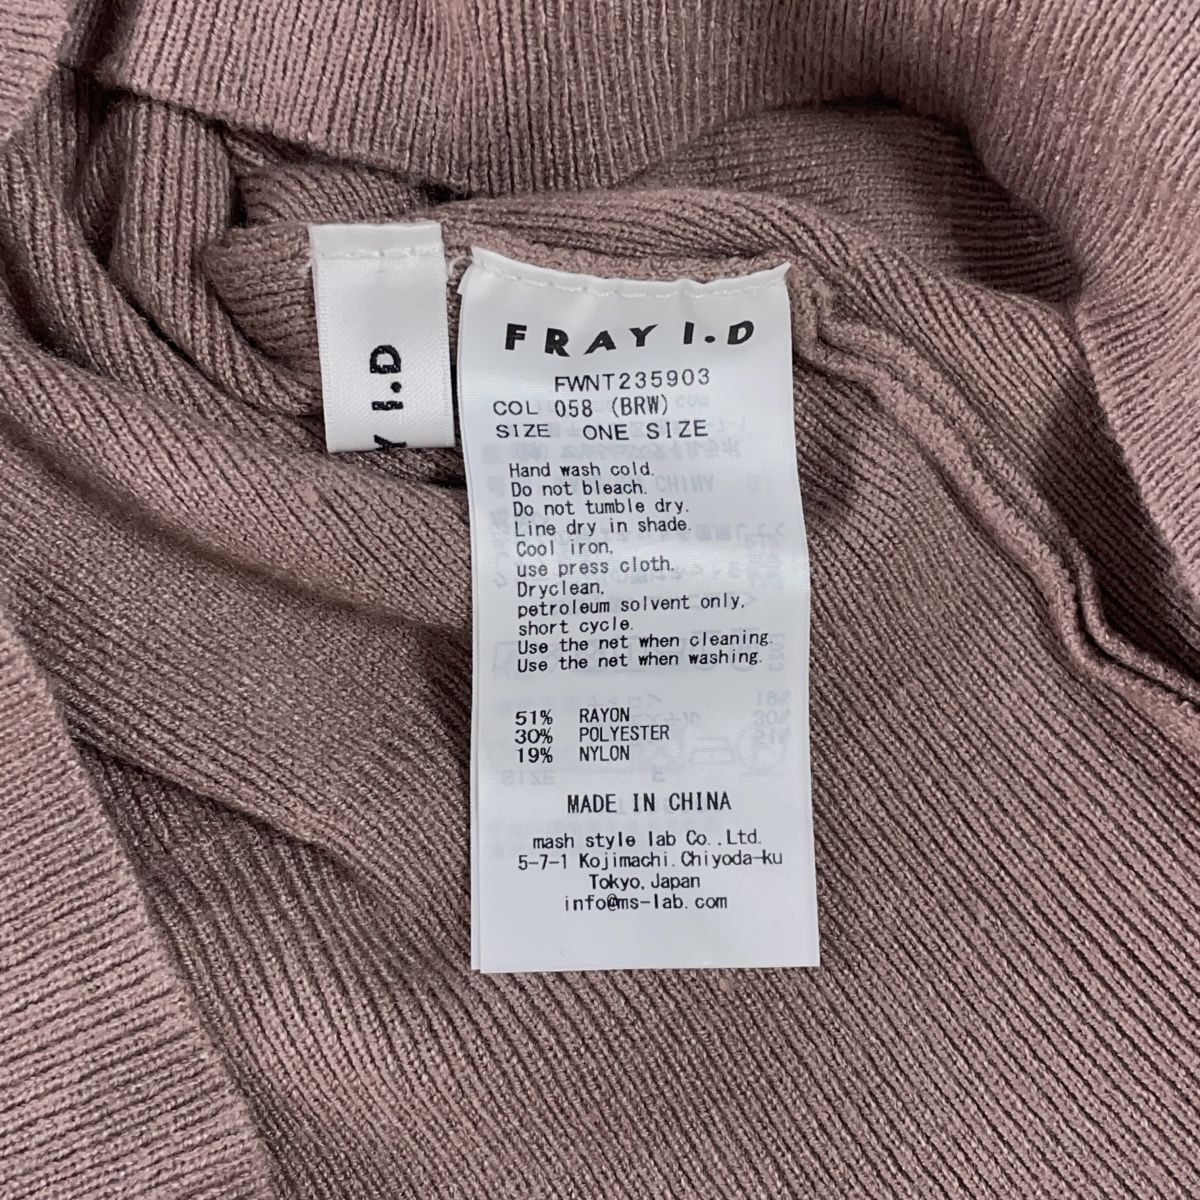 Y I.D
FRAY I.D
FWNT235903
COL 058 (BRW)
SIZE ONE SIZE
Hand wash cold.
Do not bleach.
Do not tumble dry.
Line dry in shade.
Cool iron,
use press cloth.
Dryclean,
petroleum solvent only,
short cycle.
Use the net when cleaning.
Use the net when washing.
51% RAYON
30% POLYESTER
19% NYLON
MADE IN CHINA
mash style lab Co.,Ltd.
5-7-1 Kojimachi.Chiyoda-ku
Tokyo,Japan
info@ms-lab.com